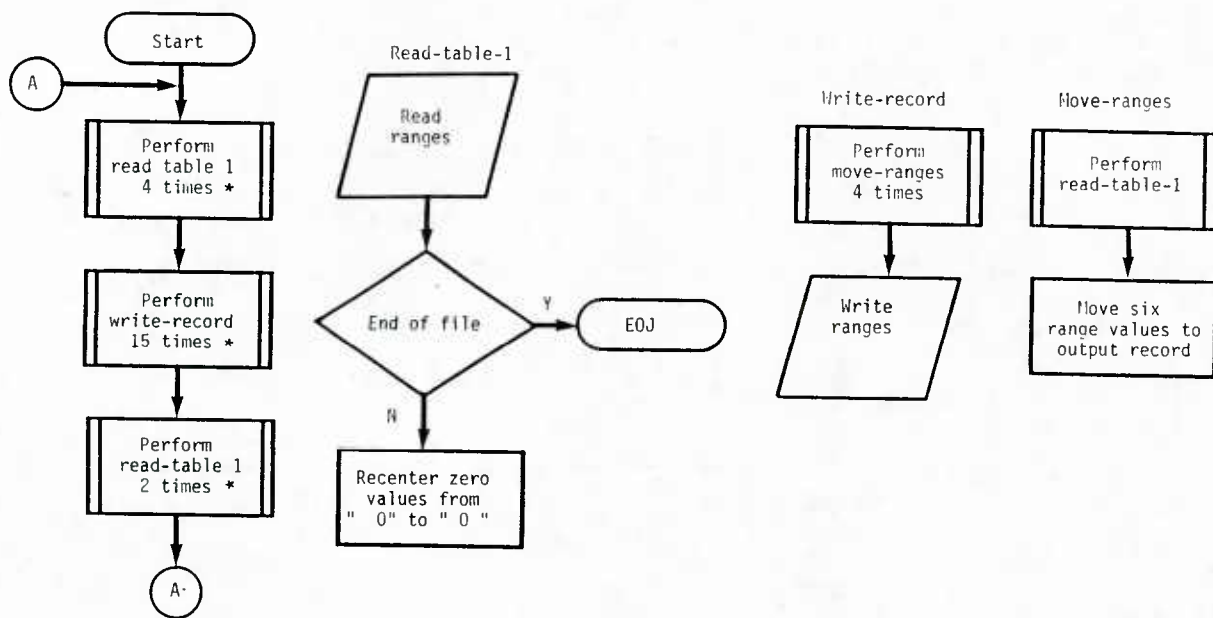 Start
A
Perform
read table 1
4 times *
Perform
write-record
15 times *
Perform
read-table 1
2 times *
A
Read-table-1
Read
ranges
End of file
Y
EOJ
N
Recenter zero
values from
"  0" to " 0 "
Write-record
Perform
move-ranges
4 times
Write
ranges
Move-ranges
Perform
read-table-1
Move six
range values to
output record